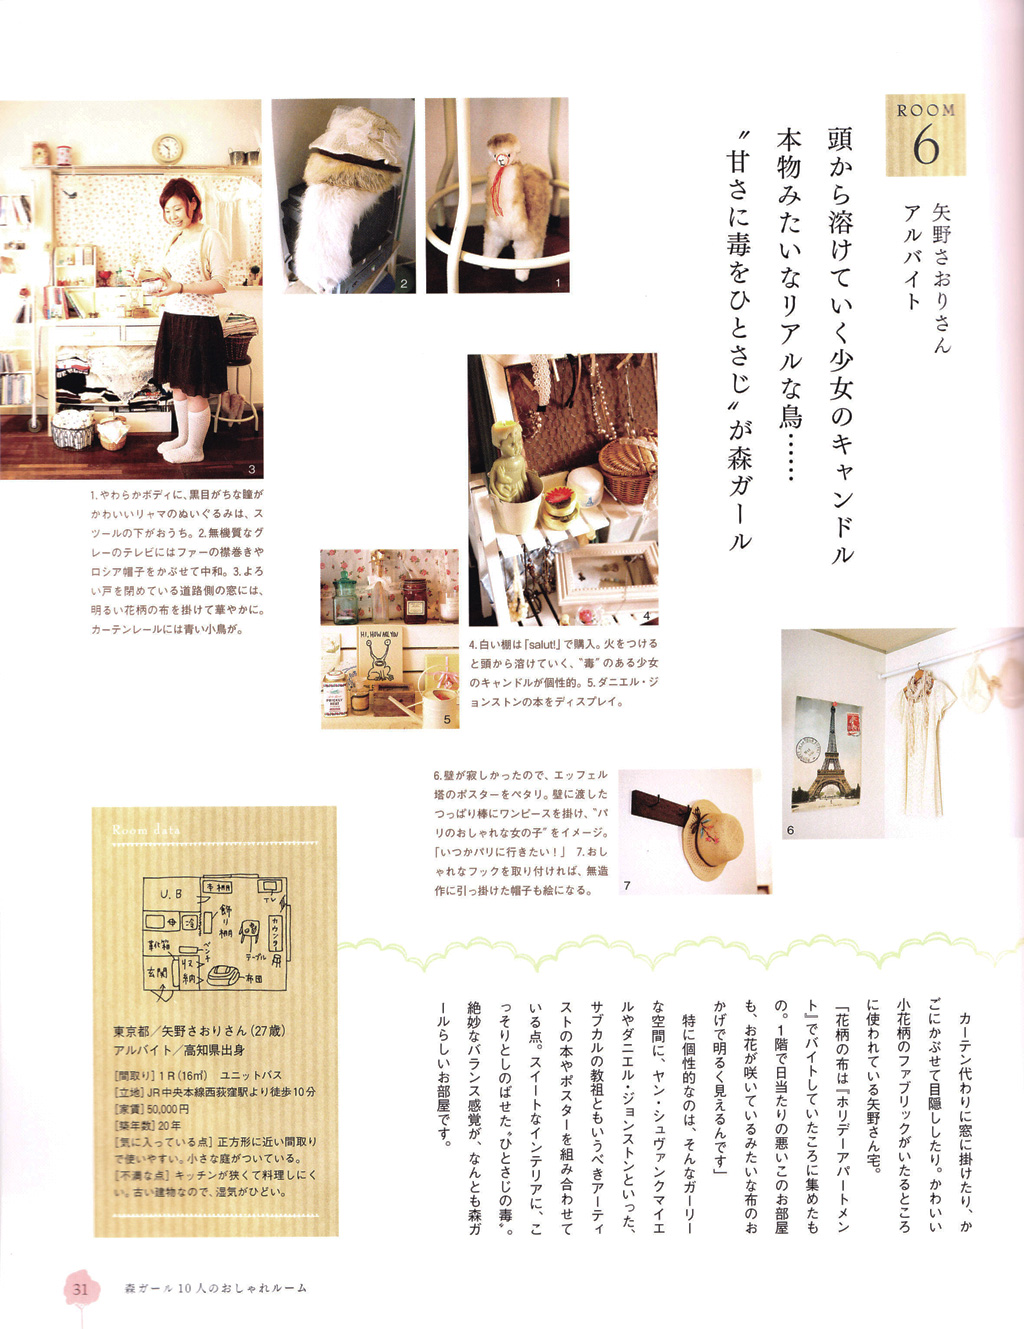 ROOM
6
矢野さおりさん
アルバイト
頭から溶けていく少女のキャンドル
本物みたいなリアルな鳥……
〝甘さに毒をひとさじ〟が森ガール
1
2
3
1.やわらかボディに、黒目がちな瞳が
かわいいリャマのぬいぐるみは、ス
ツールの下がおうち。2.無機質なグ
レーのテレビにはファーの襟巻きや
ロシア帽子をかぶせて中和。3.よろ
い戸を閉めている道路側の窓には、
明るい花柄の布を掛けて華やかに。
カーテンレールには青い小鳥が。
4
HI, HOW ARE YOU
5
4.白い棚は「salut!」で購入。火をつける
と頭から溶けていく、〝毒〟のある少女
のキャンドルが個性的。5.ダニエル・ジ
ョンストンの本をディスプレイ。
6
6.壁が寂しかったので、エッフェル
塔のポスターをペタリ。壁に渡した
つっぱり棒にワンピースを掛け、〝パ
リのおしゃれな女の子〟をイメージ。
「いつかパリに行きたい!」 7.おし
ゃれなフックを取り付ければ、無造
作に引っ掛けた帽子も絵になる。
7
Room data
U.B
本棚
TV
飾り棚
冷
カウンター
テーブル
ベンチ
靴箱
玄関
収納
布団
用
東京都／矢野さおりさん(27歳)
アルバイト／高知県出身
[間取り] 1R(16㎡) ユニットバス
[立地] JR中央本線西荻窪駅より徒歩10分
[家賃] 50,000円
[築年数] 20年
[気に入っている点] 正方形に近い間取り
で使いやすい。小さな庭がついている。
[不満な点] キッチンが狭くて料理しにく
い。古い建物なので、湿気がひどい。
カーテン代わりに窓に掛けたり、か
ごにかぶせて目隠ししたり。かわいい
小花柄のファブリックがいたるところ
に使われている矢野さん宅。
「花柄の布は『ホリデーアパートメン
ト』でバイトしていたころに集めたも
の。1階で日当たりの悪いこのお部屋
も、お花が咲いているみたいな布のお
かげで明るく見えるんです」
特に個性的なのは、そんなガーリー
な空間に、ヤン・シュヴァンクマイエ
ルやダニエル・ジョンストンといった、
サブカルの教祖ともいうべきアーティ
ストの本やポスターを組み合わせて
いる点。スイートなインテリアに、こ
っそりとしのばせた〝ひとさじの毒〟。
絶妙なバランス感覚が、なんとも森ガ
ールらしいお部屋です。
31
森ガール10人のおしゃれルーム